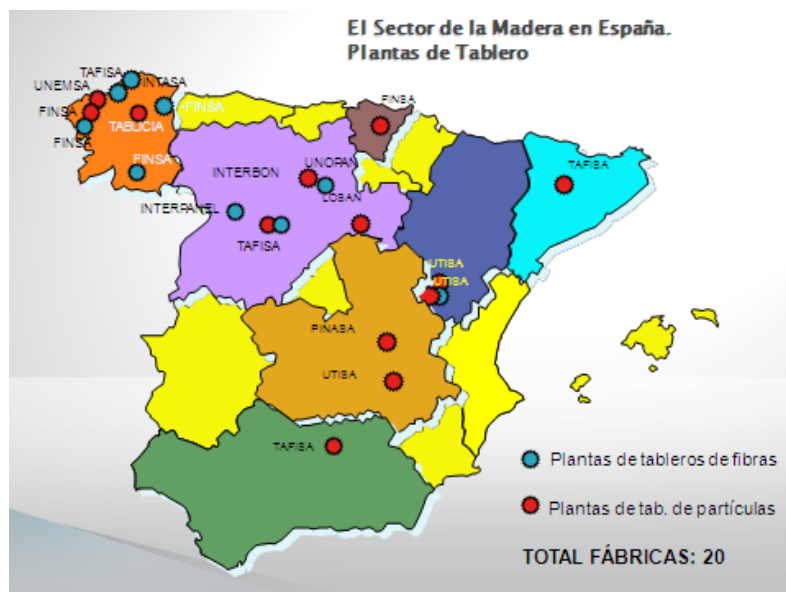 El Sector de la Madera en España.
Plantas de Tablero
TAFISA
UNEMSA
INTASA
FINSA
FINSA
FINSA
TABLICIA
FINSA
FINSA
FINSA
INTERBON
UNOPAN
LOSAN
INTERPANEL
TAFISA
TAFISA
UTISA
UTISA
PINASA
UTISA
TAFISA
Plantas de tableros de fibras
Plantas de tab. de partículas
TOTAL FÁBRICAS: 20